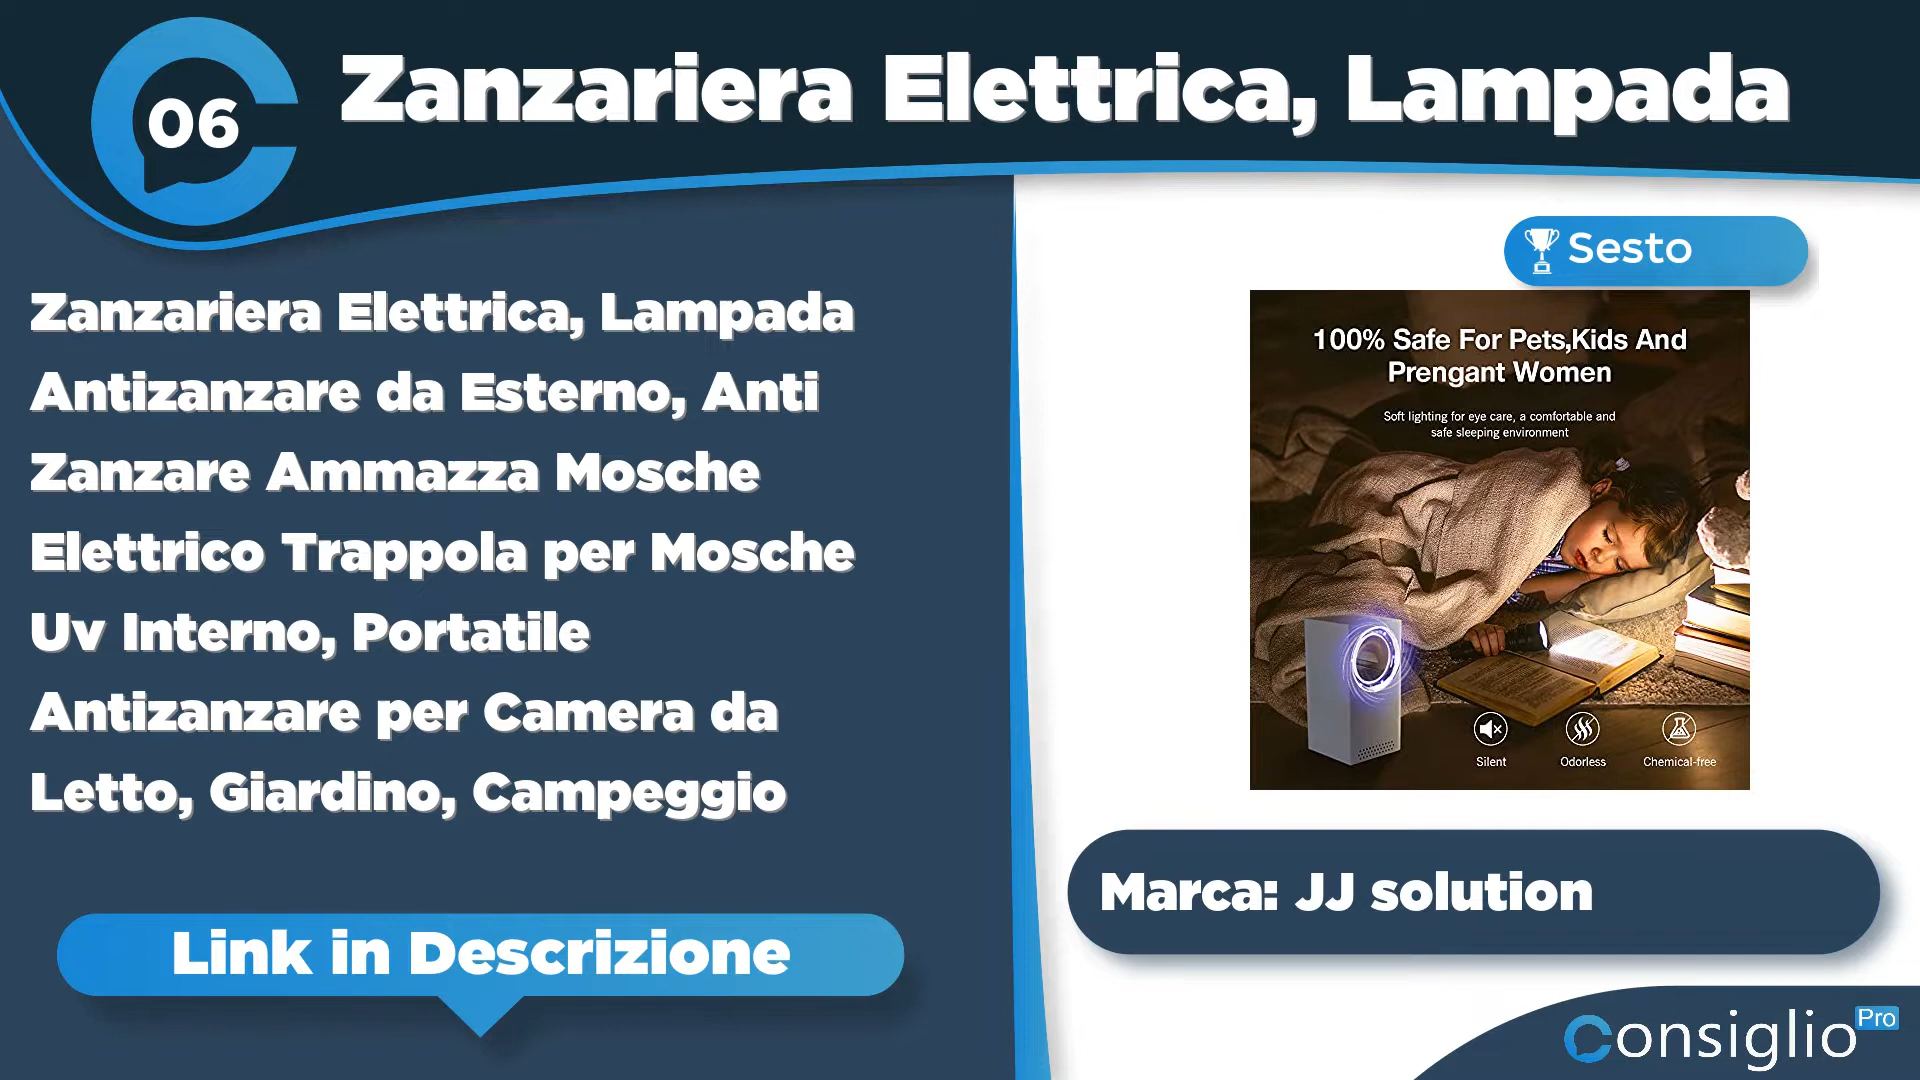 06
Zanzariera Elettrica, Lampada
Zanzariera Elettrica, Lampada
Antizanzare da Esterno, Anti
Zanzare Ammazza Mosche
Elettrico Trappola per Mosche
Uv Interno, Portatile
Antizanzare per Camera da
Letto, Giardino, Campeggio
Link in Descrizione
Sesto
100% Safe For Pets,Kids And
Prengant Women
Soft lighting for eye care, a comfortable and
safe sleeping environment
Silent
Odorless
Chemical-free
Marca: JJ solution
Consiglio Pro